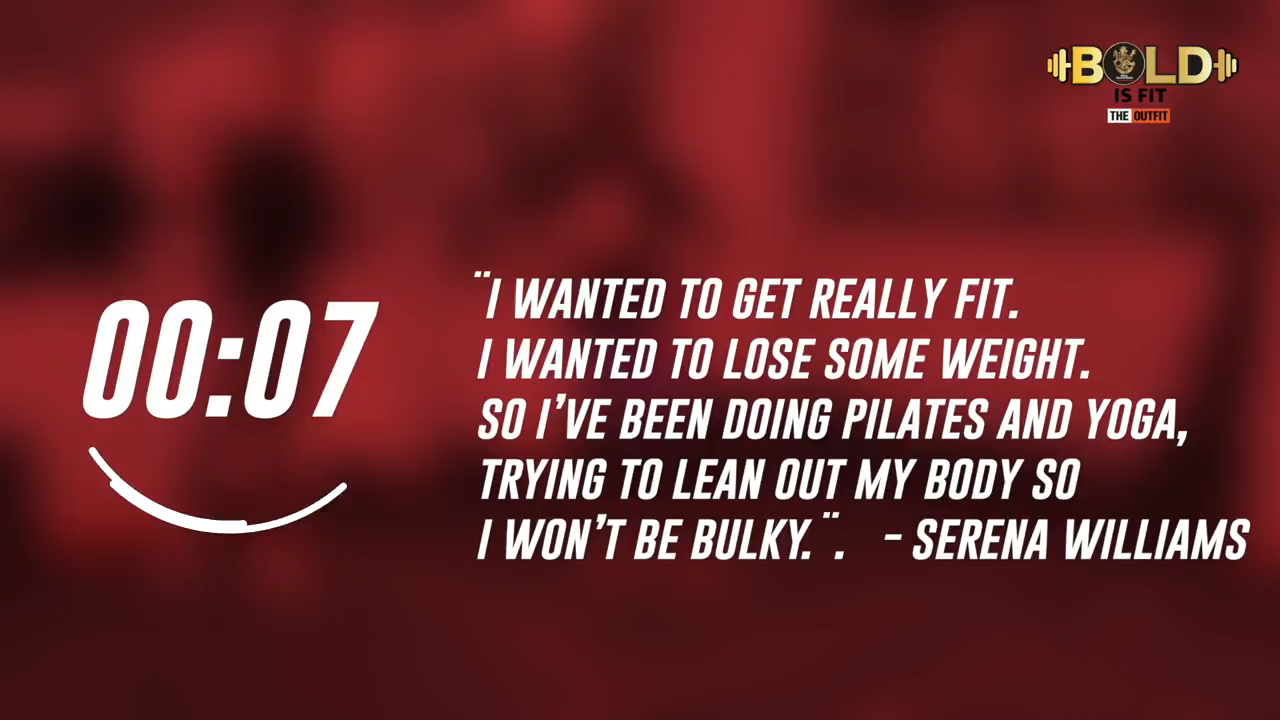 BOLD
IS FIT
THE OUTFIT
00:07
¨I WANTED TO GET REALLY FIT.
I WANTED TO LOSE SOME WEIGHT.
SO I'VE BEEN DOING PILATES AND YOGA,
TRYING TO LEAN OUT MY BODY SO
I WON'T BE BULKY.¨. - SERENA WILLIAMS